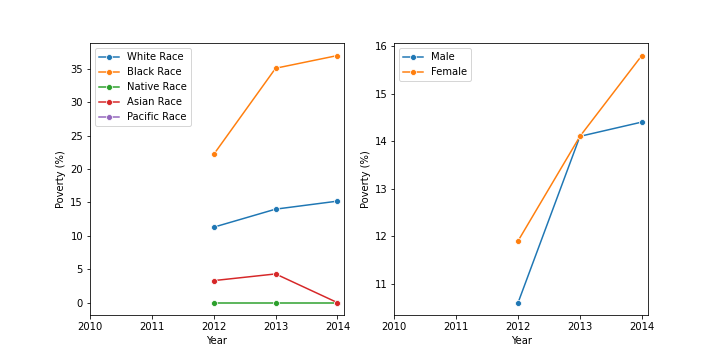 White Race
Black Race
Native Race
Asian Race
Pacific Race
35
30
25
20
15
10
5
0
Poverty (%)
2010 2011 2012 2013 2014
Year
Male
Female
16
15
14
13
12
11
Poverty (%)
2010 2011 2012 2013 2014
Year